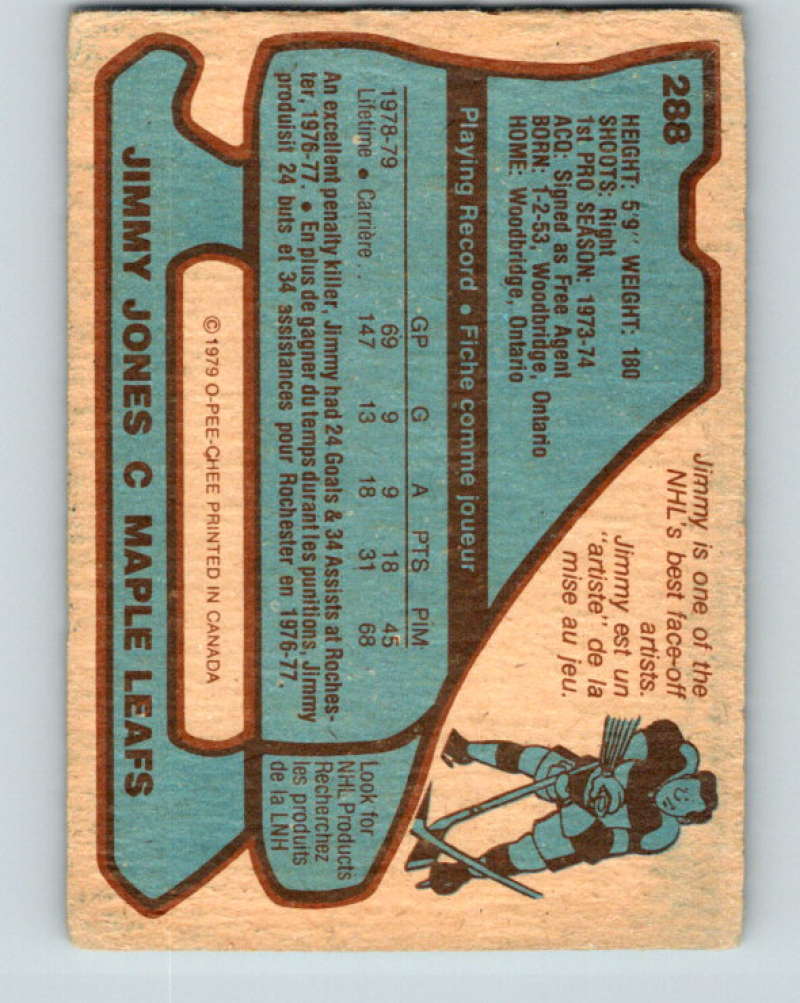 288
HEIGHT: 5'9" WEIGHT: 180
SHOOTS: Right
1st PRO SEASON: 1973-74
ACQ: Signed as Free Agent
BORN: 1-2-53, Woodbridge, Ontario
HOME: Woodbridge, Ontario
Jimmy is one of the
NHL's best face-off
artists.
Jimmy est un
"artiste" de la
mise au jeu.
Playing Record • Fiche comme joueur
GP G A PTS PIM
1978-79 69 9 9 18 45
Lifetime • Carrière . . 147 13 18 31 68
An excellent penalty killer, Jimmy had 24 Goals & 34 Assists at Roches-
ter, 1976-77. • En plus de gagner du temps durant les punitions, Jimmy
produisit 24 buts et 34 assistances pour Rochester en 1976-77.
Look for
NHL Products
Recherchez
les produits
de la LNH
© 1979 O-PEE-CHEE PRINTED IN CANADA
JIMMY JONES C MAPLE LEAFS